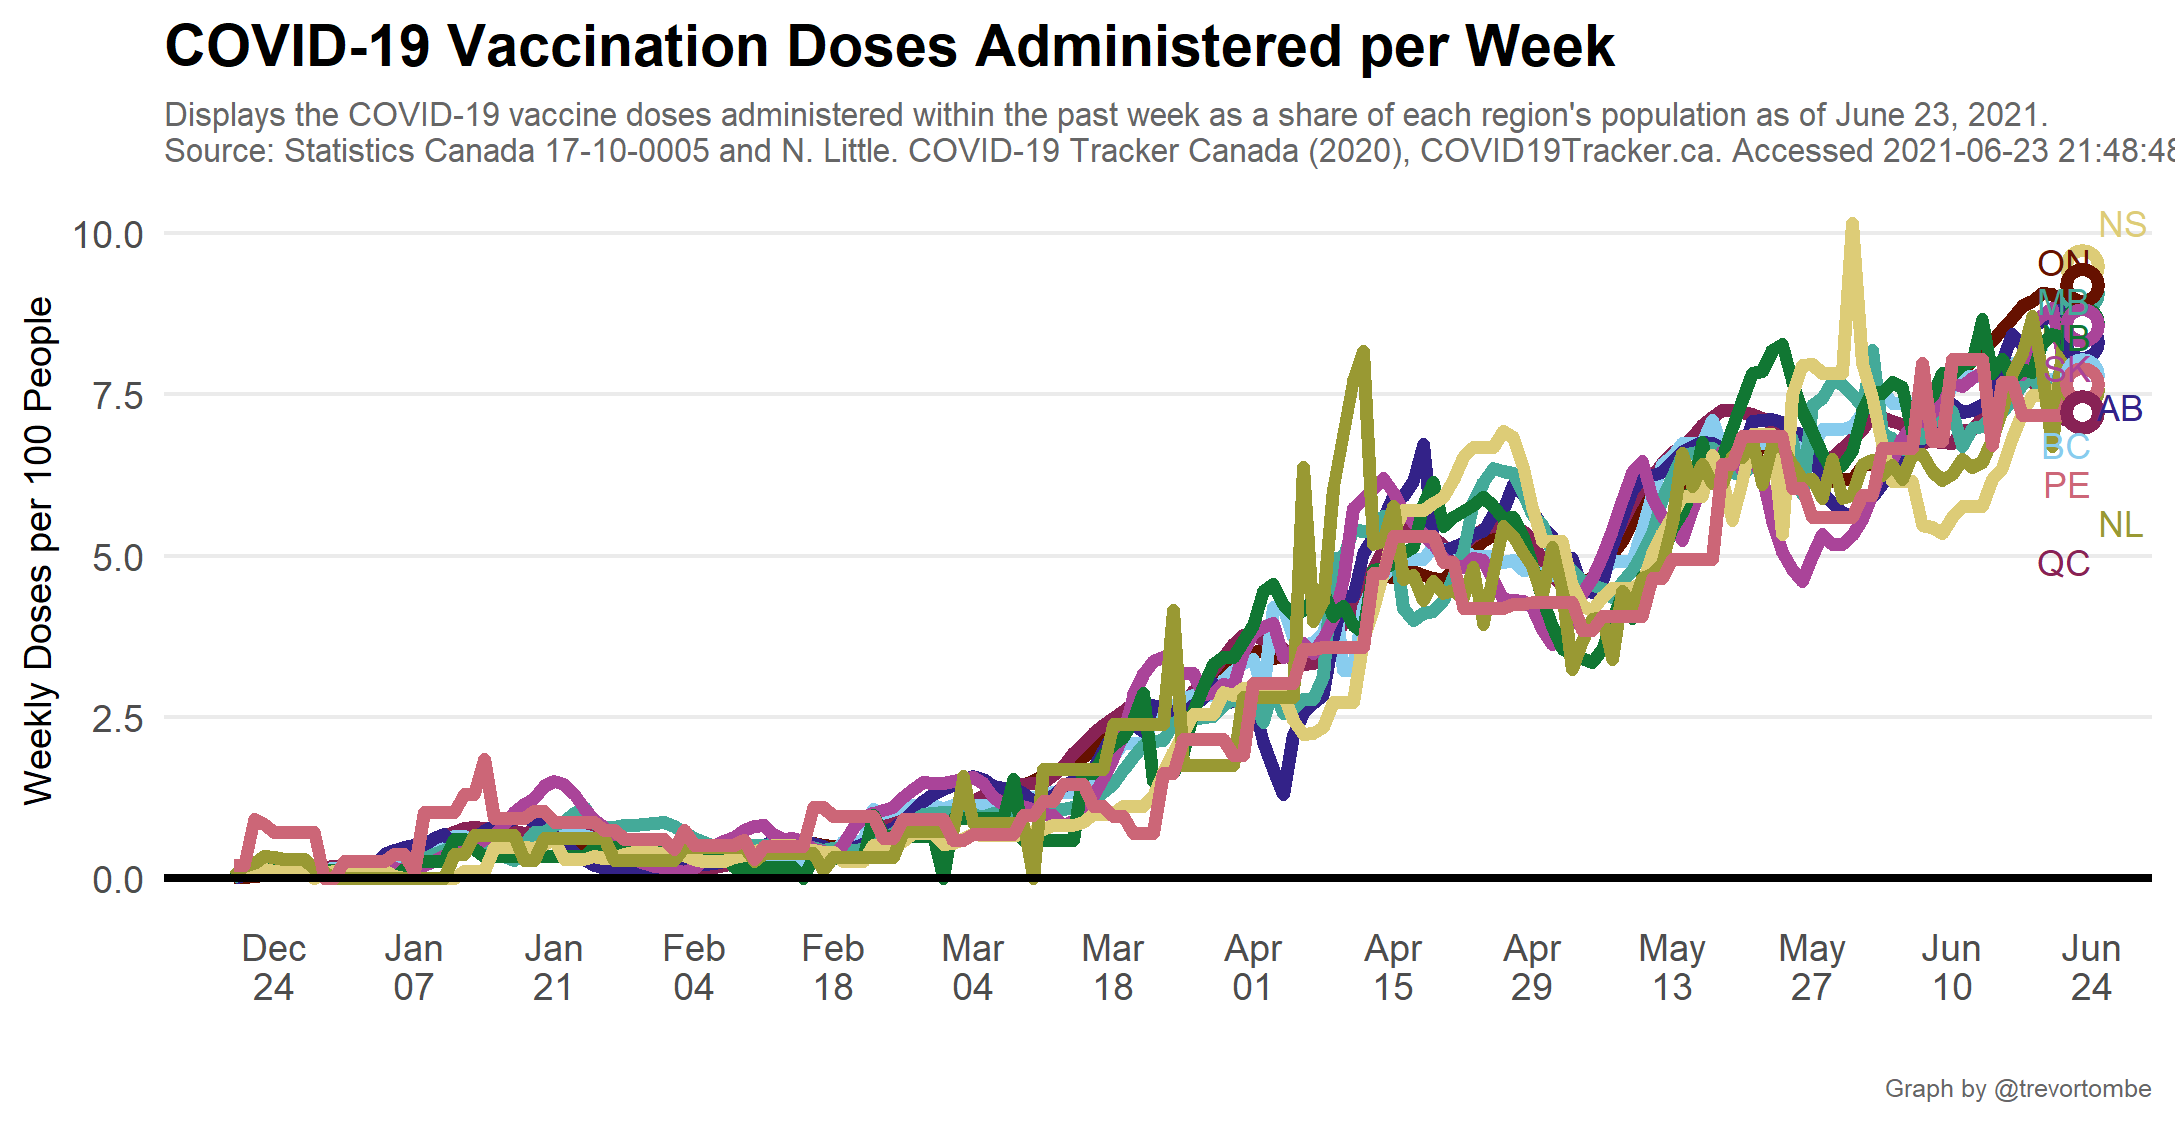 COVID-19 Vaccination Doses Administered per Week
Displays the COVID-19 vaccine doses administered within the past week as a share of each region's population as of June 23, 2021.
Source: Statistics Canada 17-10-0005 and N. Little. COVID-19 Tracker Canada (2020), COVID19Tracker.ca. Accessed 2021-06-23 21:48:48
Weekly Doses per 100 People
10.0
7.5
5.0
2.5
0.0
NS
ON
MB
NB
SK
AB
BC
PE
NL
QC
Dec Jan Jan Feb Feb Mar Mar Apr Apr Apr May May Jun Jun
24 07 21 04 18 04 18 01 15 29 13 27 10 24
Graph by @trevortombe